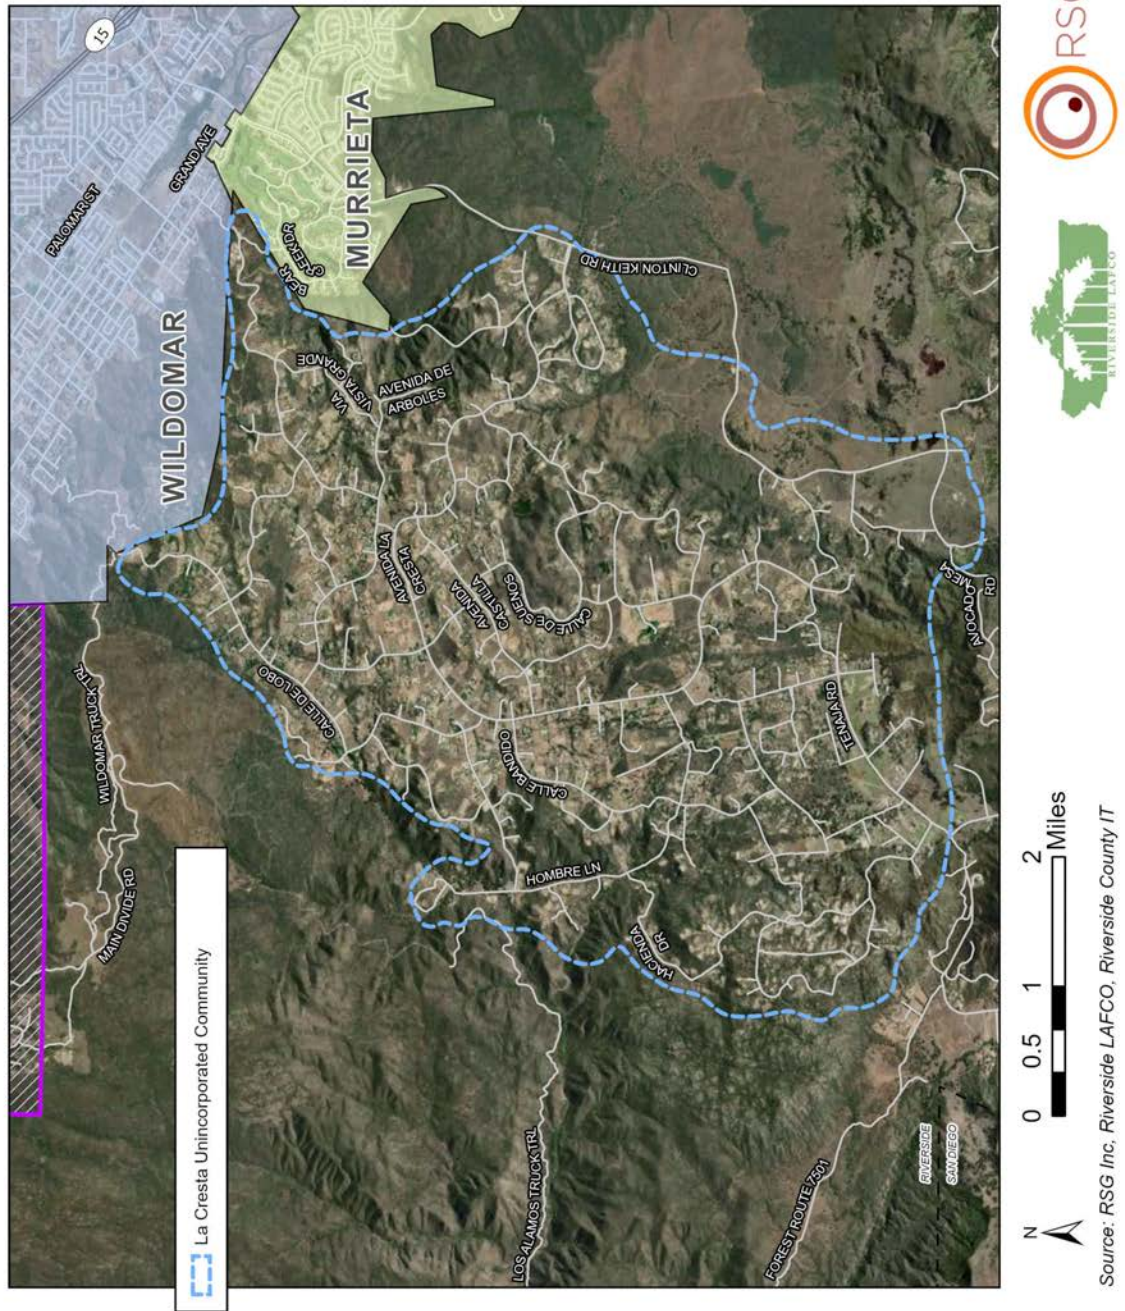 15
PALOMAR ST
GRAND AVE
WILDOMAR
MURRIETA
BEAR
CREEK DR
WILDOMAR TRUCK TRL
MAIN DIVIDE RD
La Cresta Unincorporated Community
VIA
VISTA GRANDE
AVENIDA DE
ARBOLES
CALLE DE LOBO
AVENIDA LA
CRESTA
AVENIDA
CASTILLA
CALLE DE SUENOS
CLINTON KEITH RD
CALLE BANDIDO
HOMBRE LN
HACIENDA
DR
LOS ALAMOS TRUCK TRL
TENAJA RD
AVOCADO MESA
RD
FOREST ROUTE 7S01
RIVERSIDE
SAN DIEGO
N
0 0.5 1 2
Miles
Source: RSG Inc, Riverside LAFCO, Riverside County IT
RIVERSIDE LAFCO
RS